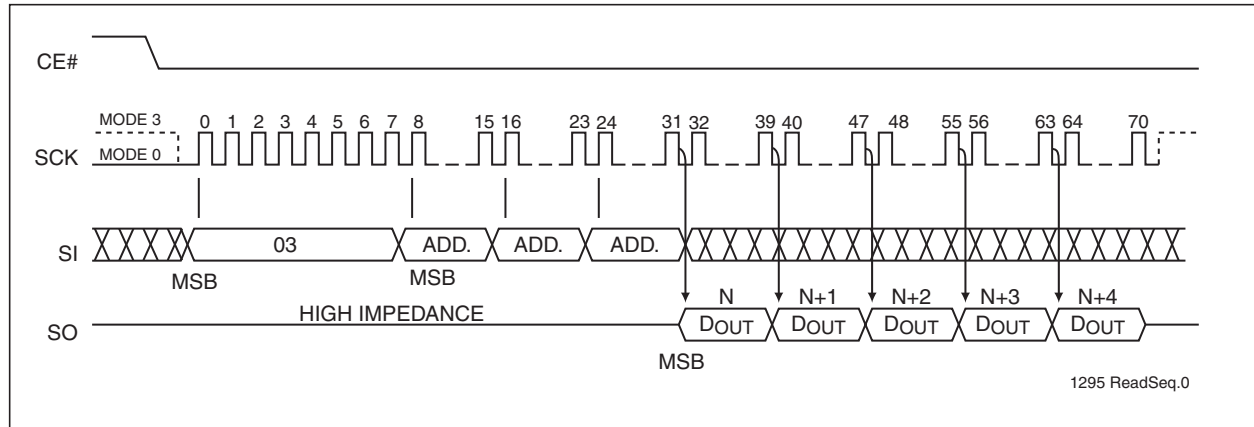 CE#
MODE 3
0 1 2 3 4 5 6 7 8 15 16 23 24 31 32 39 40 47 48 55 56 63 64 70
SCK
MODE 0
SI
03 ADD. ADD. ADD.
MSB MSB
HIGH IMPEDANCE
N N+1 N+2 N+3 N+4
SO
DOUT DOUT DOUT DOUT DOUT
MSB
1295 ReadSeq.0